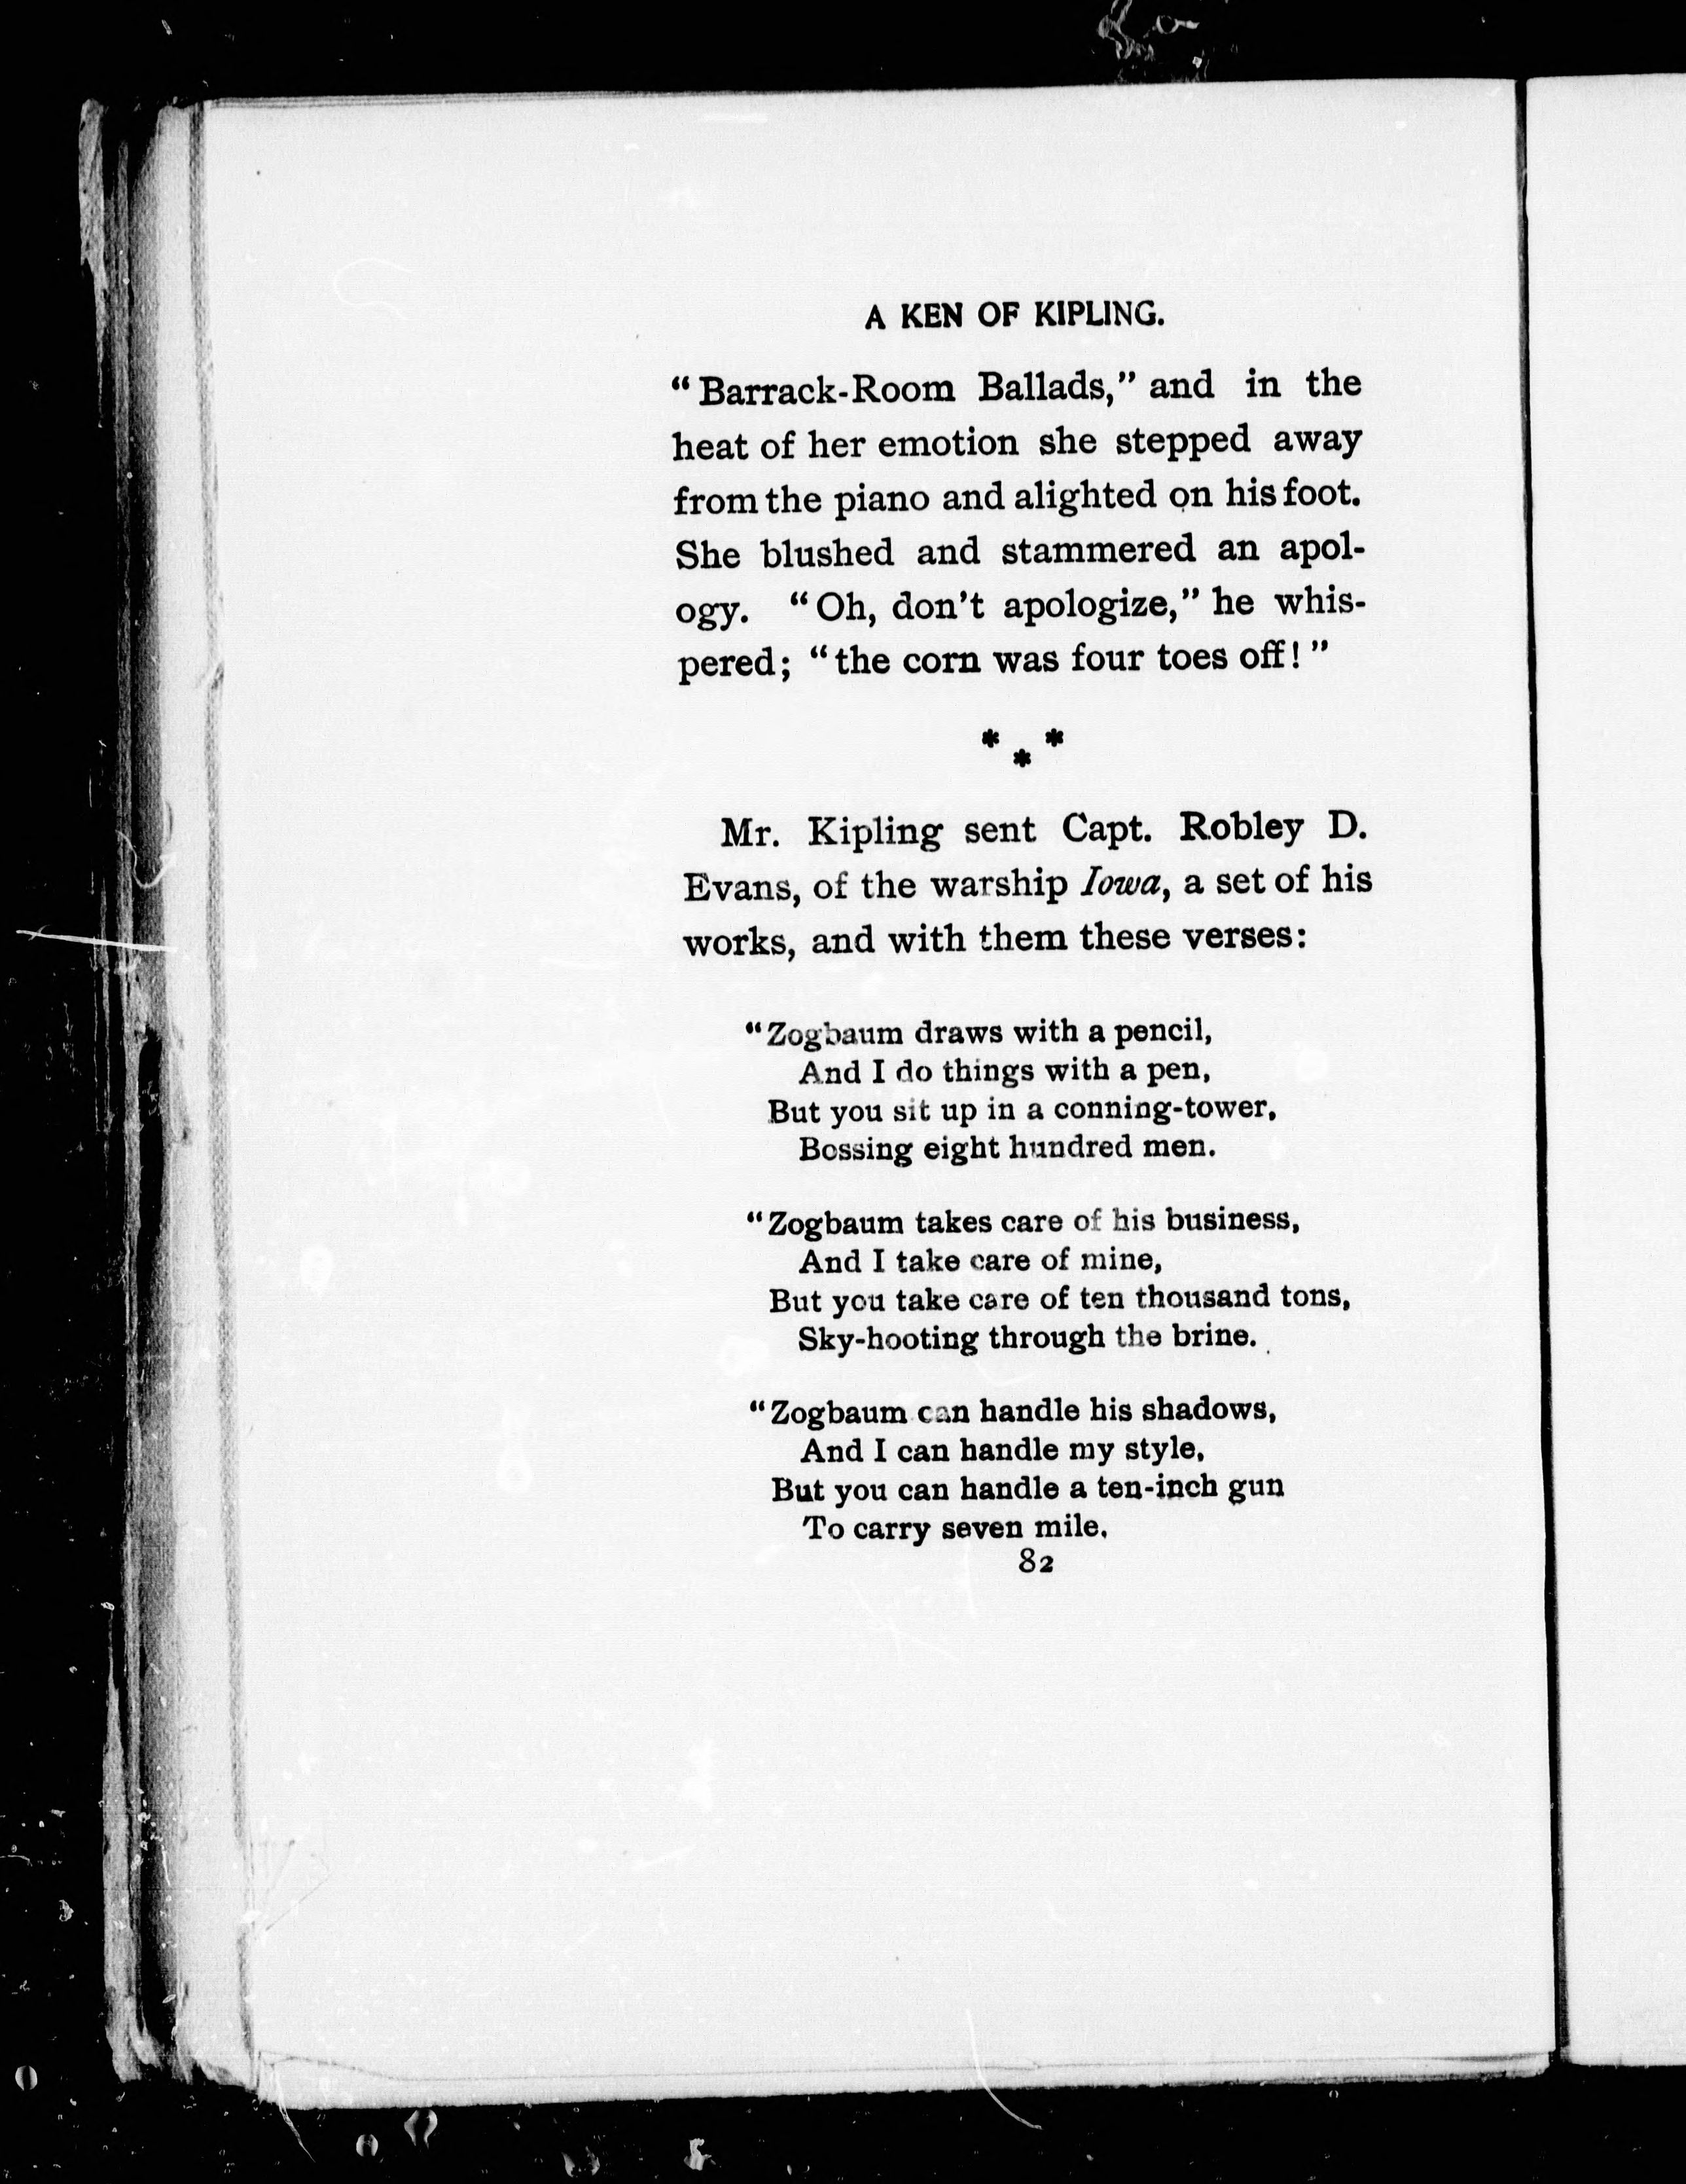 A KEN OF KIPLING.
“Barrack-Room Ballads,” and in the
heat of her emotion she stepped away
from the piano and alighted on his foot.
She blushed and stammered an apol-
ogy. “Oh, don’t apologize,” he whis-
pered; “the corn was four toes off!”
* * *
Mr. Kipling sent Capt. Robley D.
Evans, of the warship Iowa, a set of his
works, and with them these verses:
“Zogbaum draws with a pencil,
And I do things with a pen,
But you sit up in a conning-tower,
Bossing eight hundred men.
“Zogbaum takes care of his business,
And I take care of mine,
But you take care of ten thousand tons,
Sky-hooting through the brine.
“Zogbaum can handle his shadows,
And I can handle my style,
But you can handle a ten-inch gun
To carry seven mile.
82